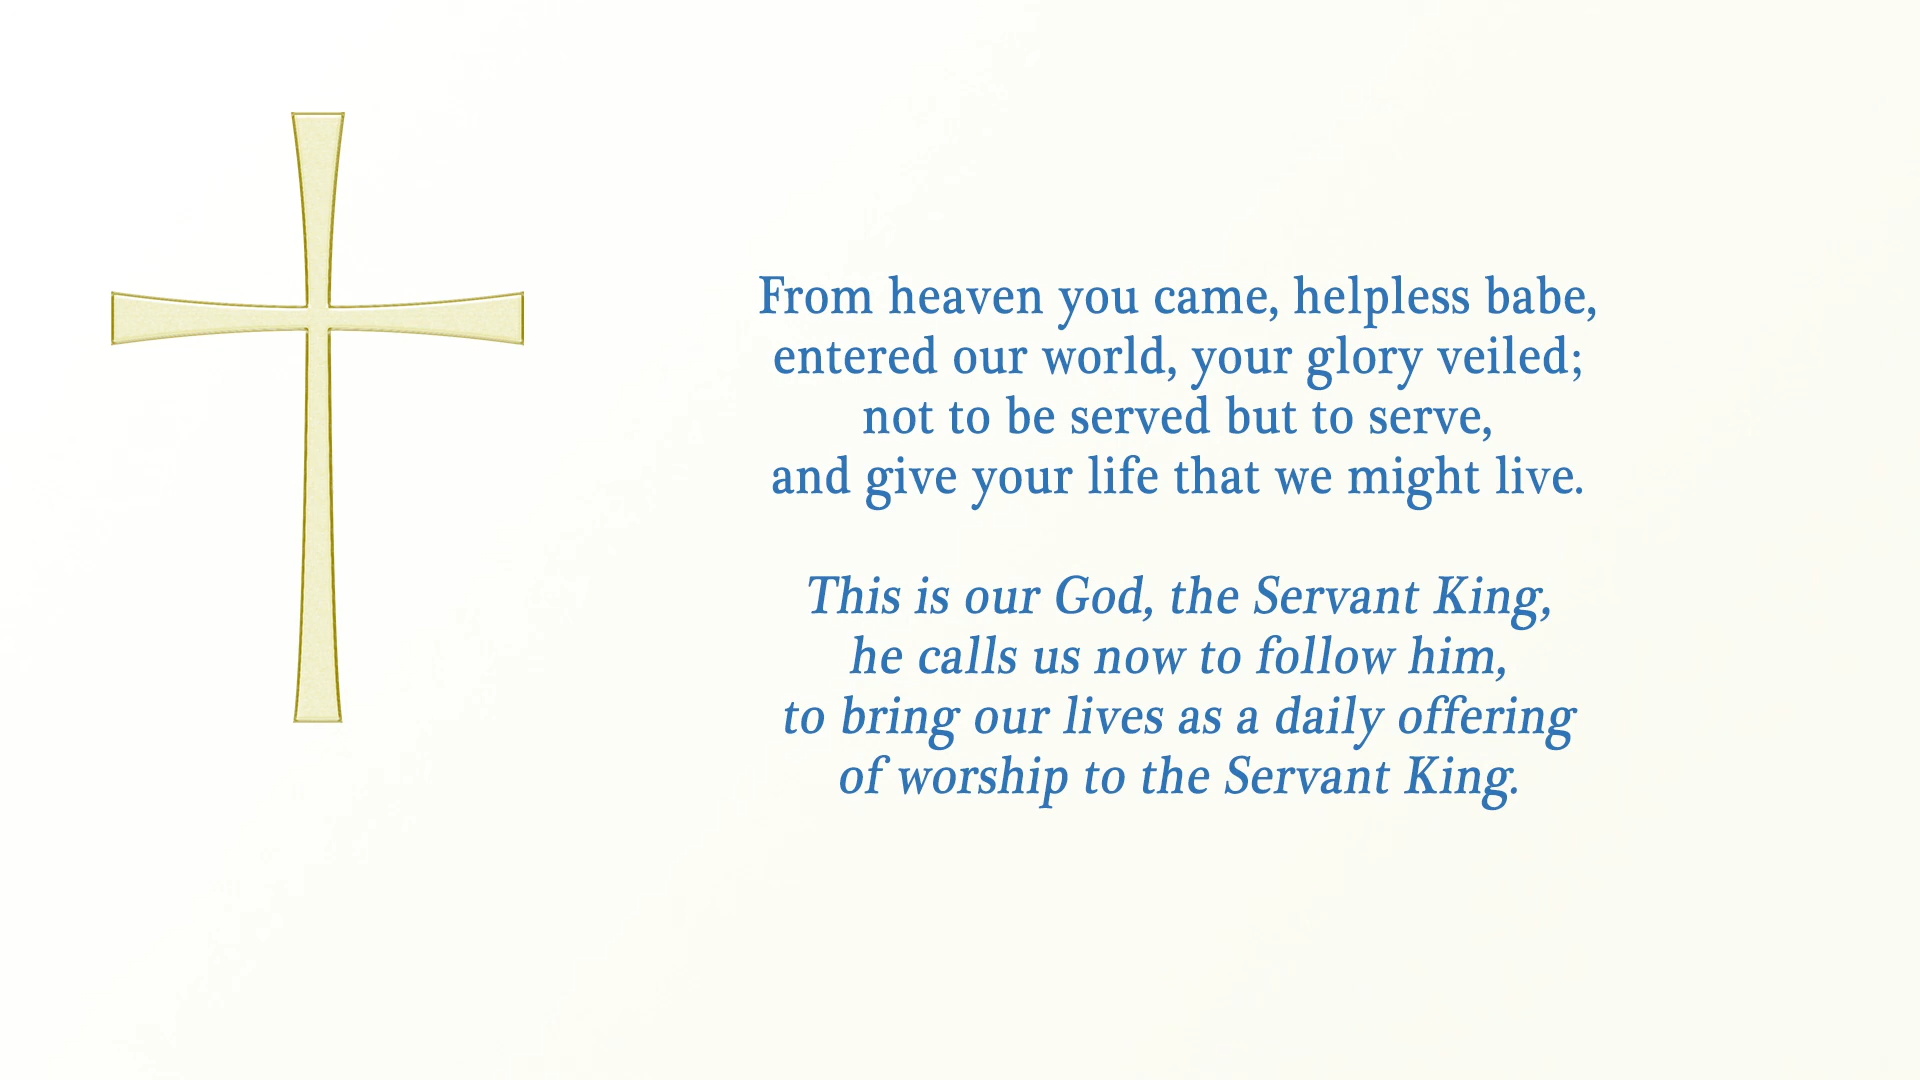 From heaven you came, helpless babe,
entered our world, your glory veiled;
not to be served but to serve,
and give your life that we might live.
This is our God, the Servant King,
he calls us now to follow him,
to bring our lives as a daily offering
of worship to the Servant King.